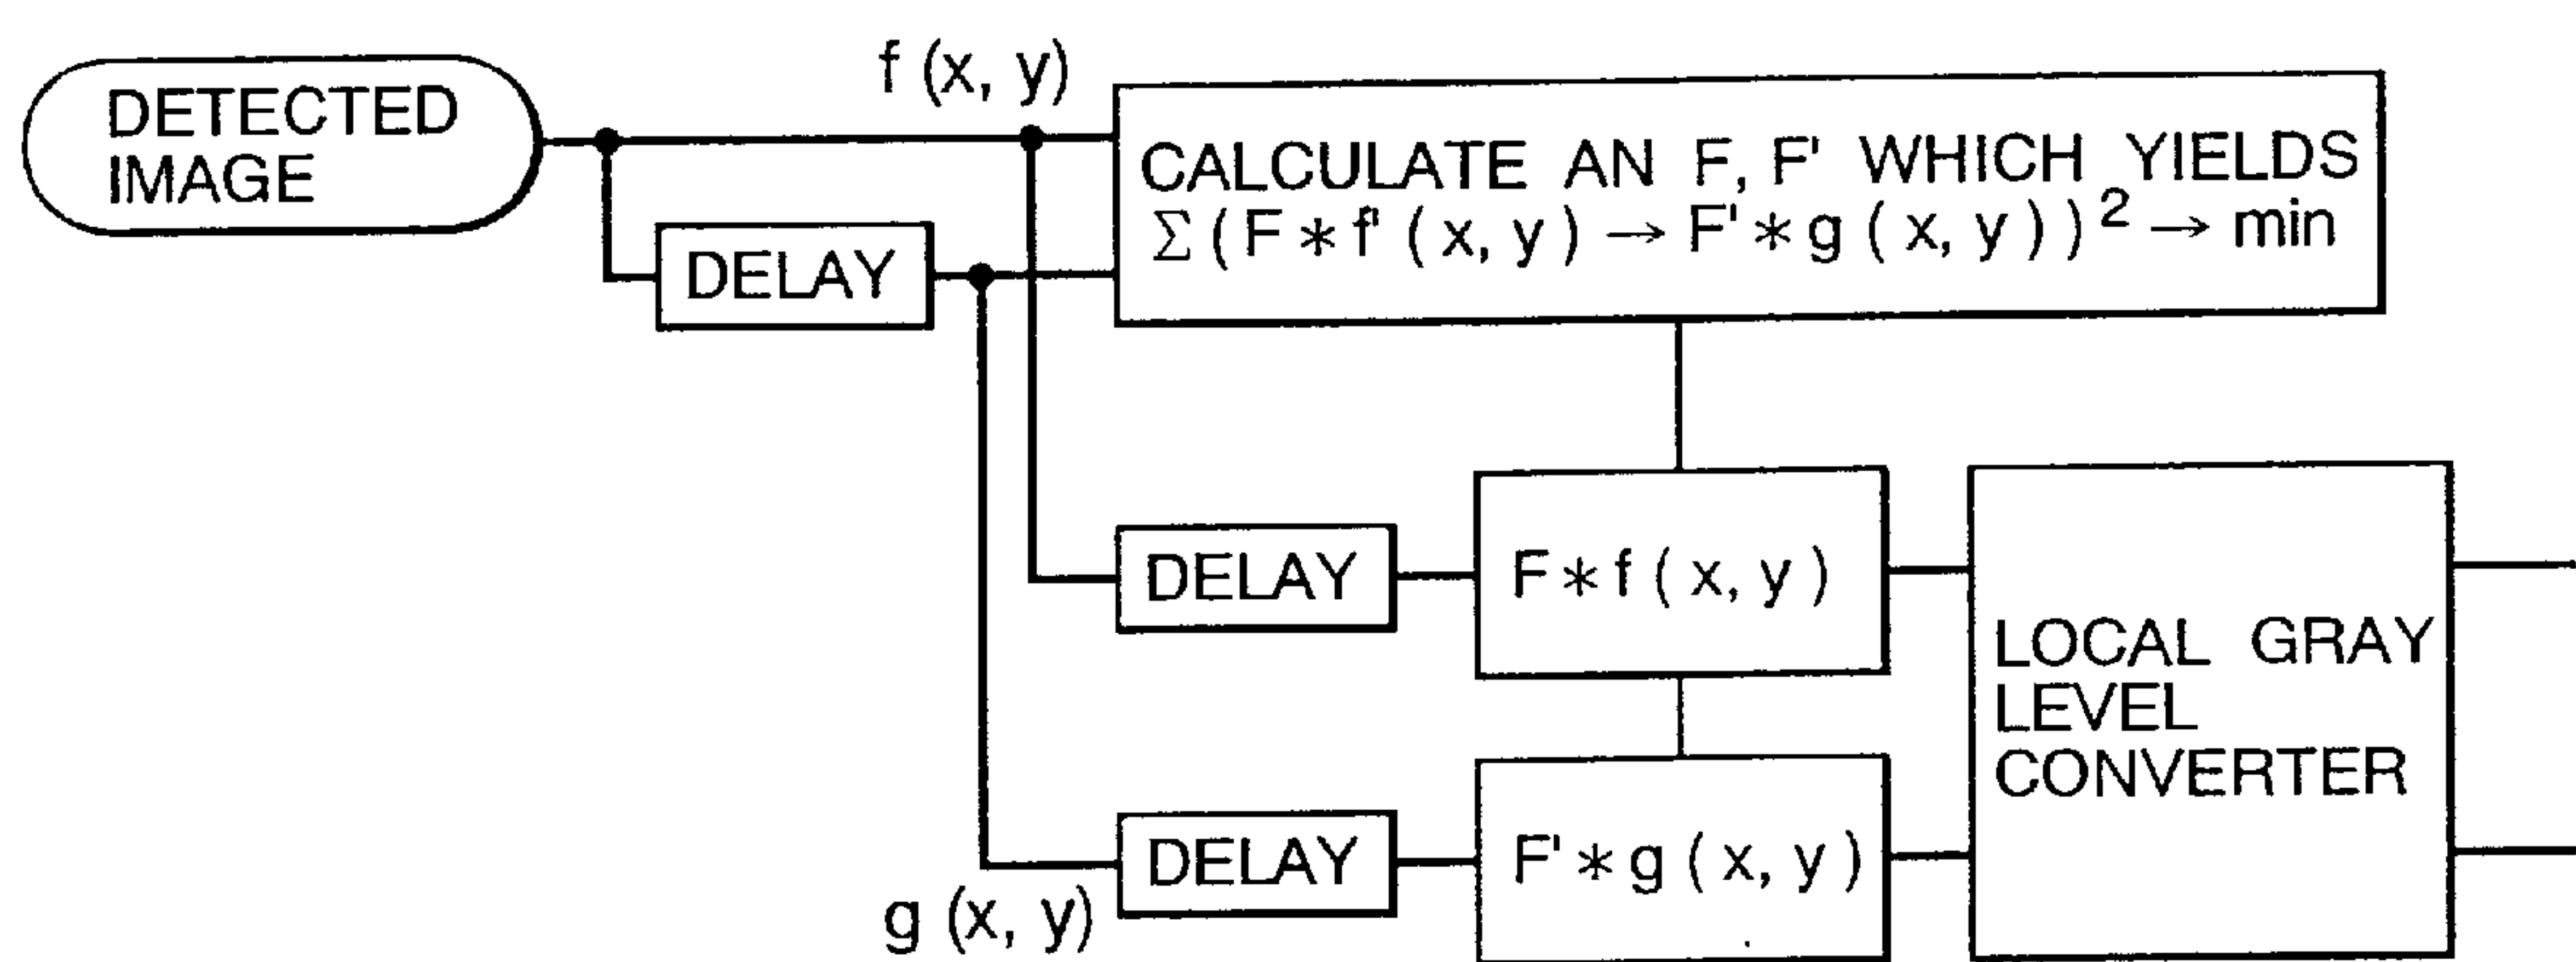 f (x, y)
DETECTED
IMAGE
CALCULATE AN F, F' WHICH YIELDS
Σ ( F * f' ( x, y ) → F' * g ( x, y ) ) ² → min
DELAY
DELAY
F * f ( x, y )
LOCAL GRAY
LEVEL
CONVERTER
DELAY
F' * g ( x, y )
g (x, y)